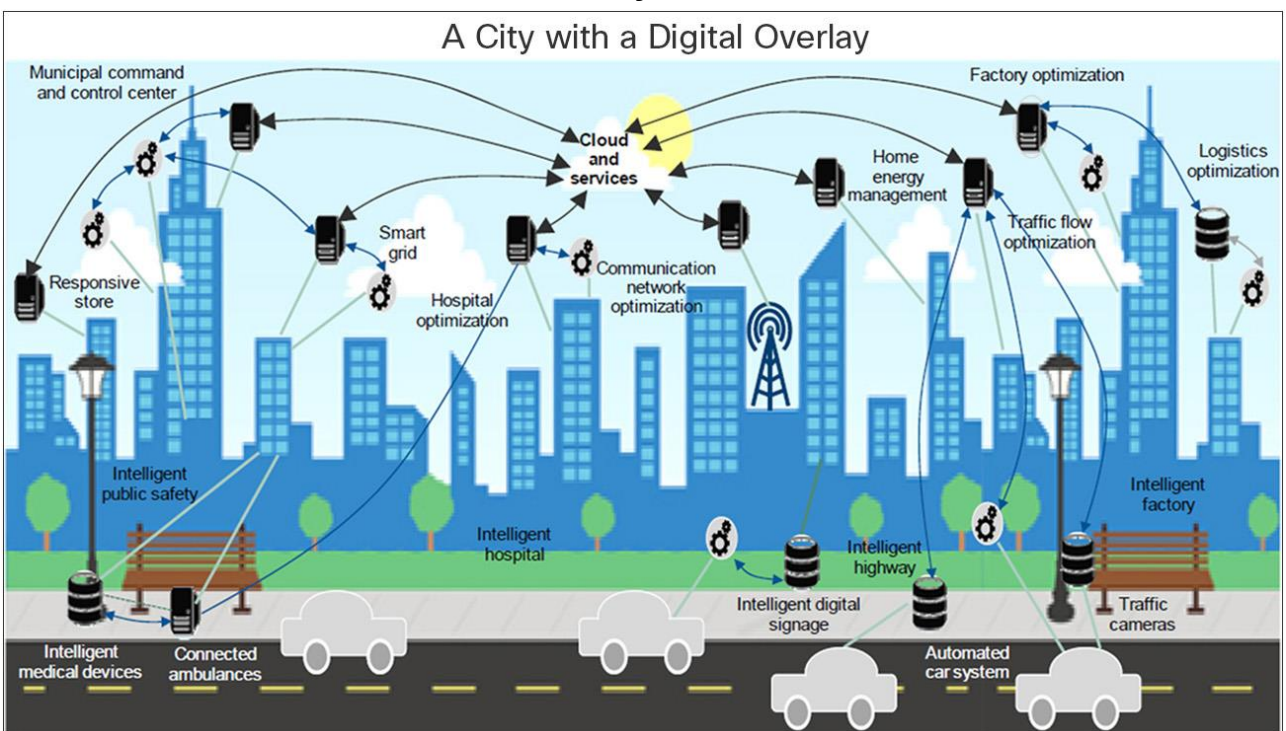 A City with a Digital Overlay
Municipal command
and control center
Factory optimization
Cloud
and
services
Home
energy
management
Logistics
optimization
Smart
grid
Traffic flow
optimization
Responsive
store
Hospital
optimization
Communication
network
optimization
Intelligent
public safety
Intelligent
factory
Intelligent
hospital
Intelligent
highway
Intelligent digital
signage
Traffic
cameras
Intelligent
medical devices
Connected
ambulances
Automated
car system